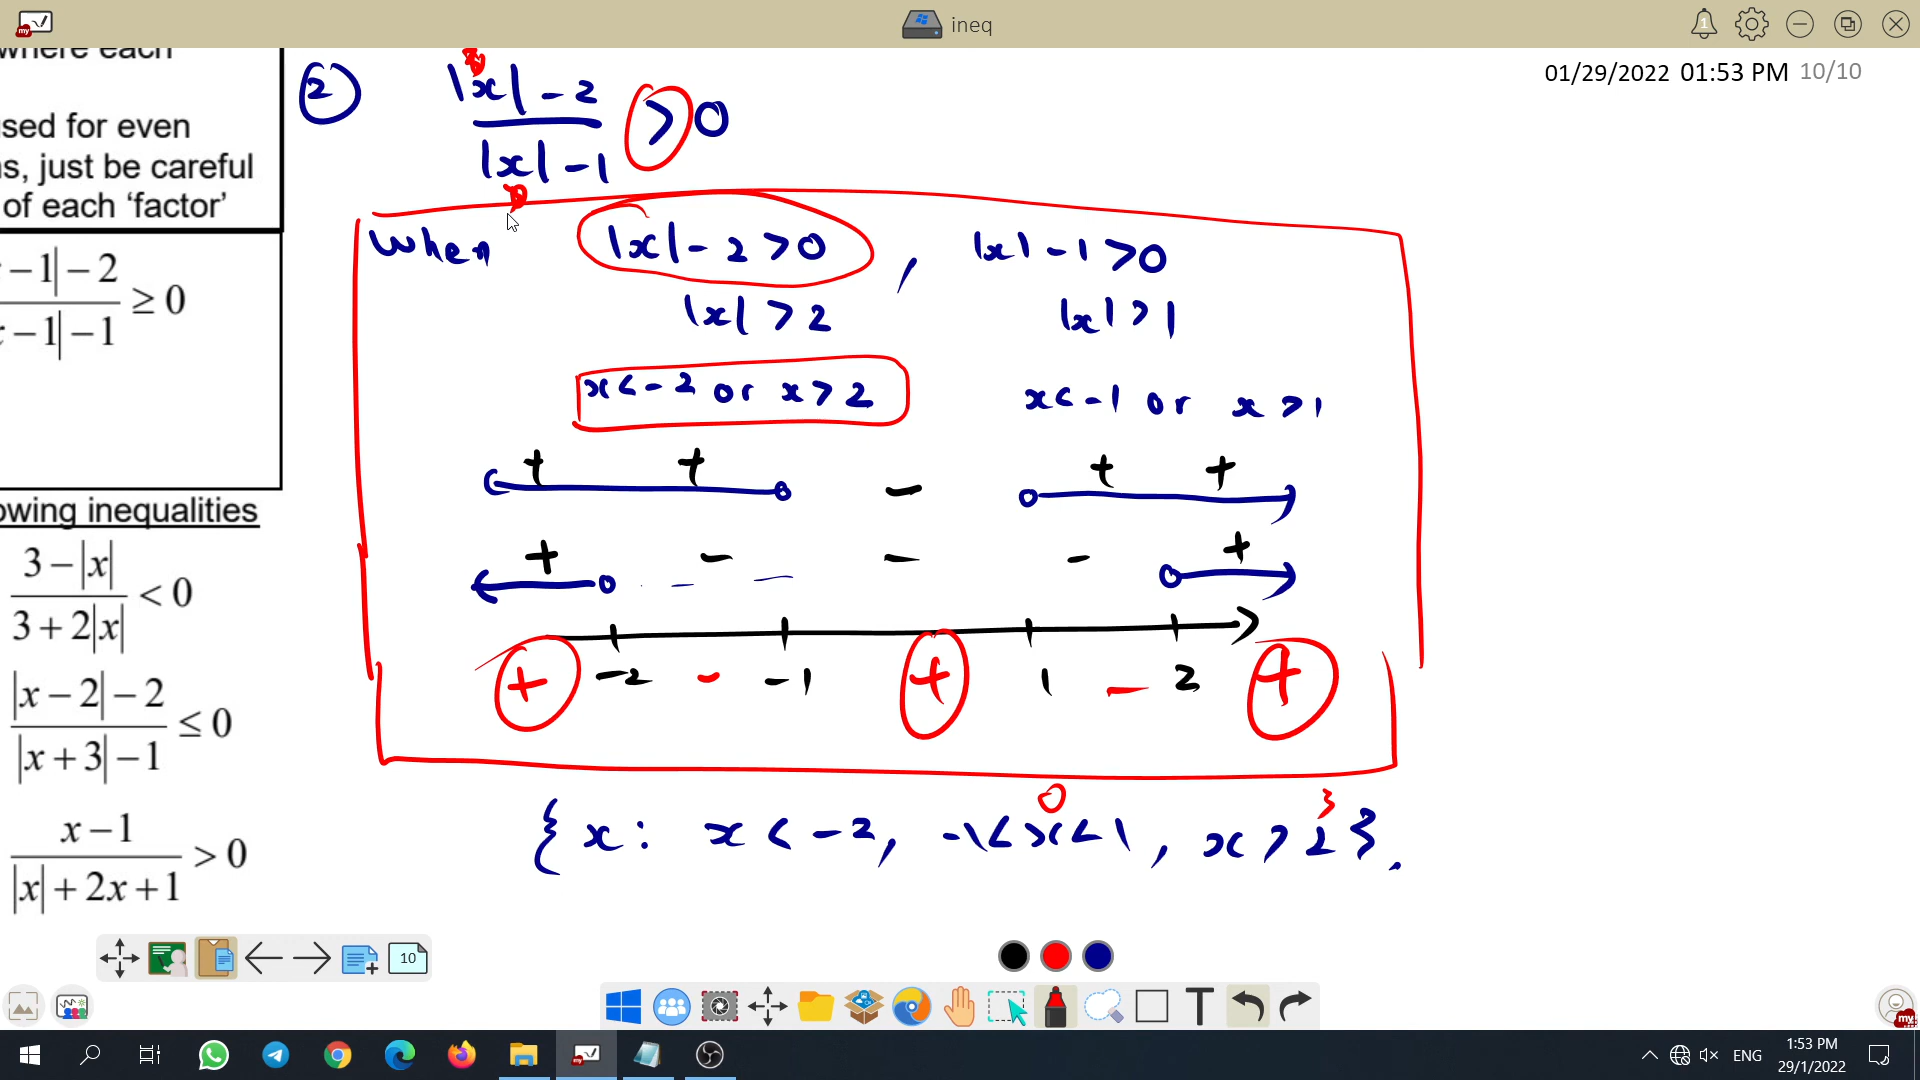 ineq
01/29/2022 01:53 PM 10/10
where each
sed for even
s, just be careful
of each ‘factor’
−1|−2
−1|−1
≥ 0
owing inequalities
3−|x|
3+2|x|
< 0
|x−2|−2
|x+3|−1
≤ 0
x−1
|x|+2x+1
> 0
②
|x|−2
|x|−1
> 0
When |x|−2 >0 , |x|−1 >0
|x| > 2 |x| > 1
x<−2 or x>2 x<−1 or x>1
+ + − + +
+ − − − +
−2 −1 1 2
+ − + − +
0 3
{ x: x < −2, −1<x<1, x > 2 }.
10
T
ENG
1:53 PM
29/1/2022